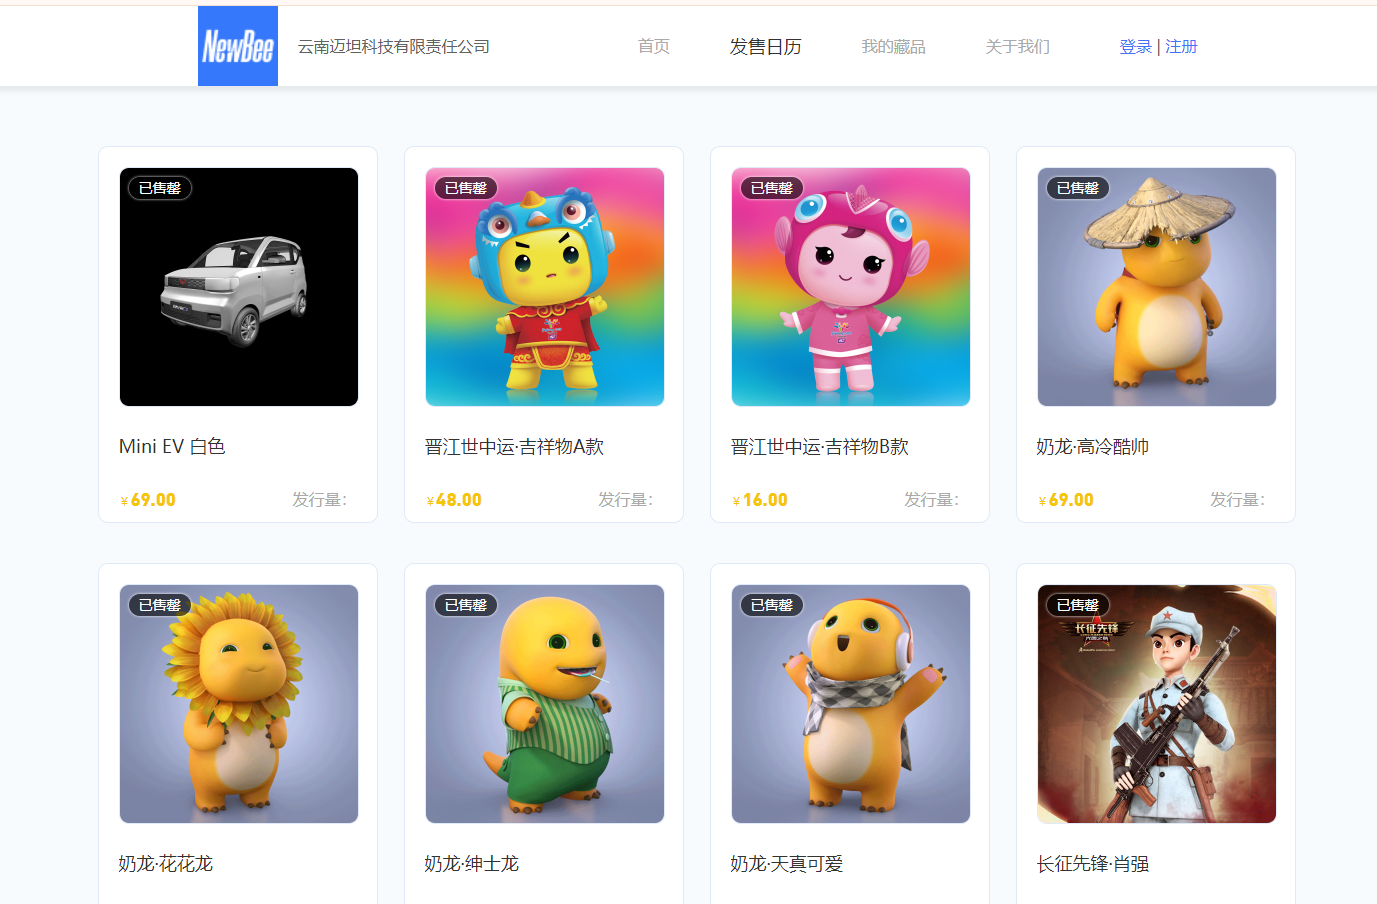 NewBee 云南迈坦科技有限责任公司 首页 发售日历 我的藏品 关于我们 登录 | 注册
已售罄 已售罄 已售罄 已售罄
Mini EV 白色 晋江世中运·吉祥物A款 晋江世中运·吉祥物B款 奶龙·高冷酷帅
¥69.00 发行量: ¥48.00 发行量: ¥16.00 发行量: ¥69.00 发行量:
已售罄 已售罄 已售罄 已售罄
长征先锋
奶龙·花花龙 奶龙·绅士龙 奶龙·天真可爱 长征先锋·肖强